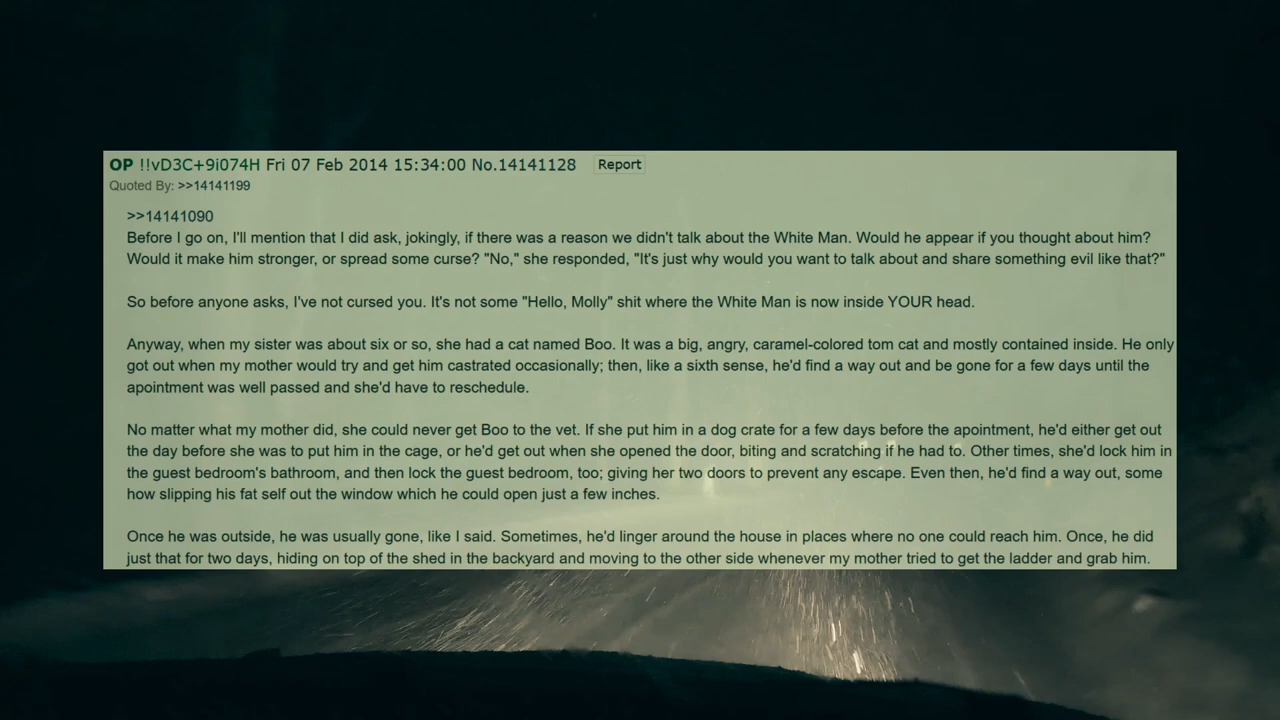 OP !!vD3C+9i074H Fri 07 Feb 2014 15:34:00 No.14141128 Report
Quoted By: >>14141199
>>14141090
Before I go on, I'll mention that I did ask, jokingly, if there was a reason we didn't talk about the White Man. Would he appear if you thought about him?
Would it make him stronger, or spread some curse? "No," she responded, "It's just why would you want to talk about and share something evil like that?"
So before anyone asks, I've not cursed you. It's not some "Hello, Molly" shit where the White Man is now inside YOUR head.
Anyway, when my sister was about six or so, she had a cat named Boo. It was a big, angry, caramel-colored tom cat and mostly contained inside. He only
got out when my mother would try and get him castrated occasionally; then, like a sixth sense, he'd find a way out and be gone for a few days until the
apointment was well passed and she'd have to reschedule.
No matter what my mother did, she could never get Boo to the vet. If she put him in a dog crate for a few days before the apointment, he'd either get out
the day before she was to put him in the cage, or he'd get out when she opened the door, biting and scratching if he had to. Other times, she'd lock him in
the guest bedroom's bathroom, and then lock the guest bedroom, too; giving her two doors to prevent any escape. Even then, he'd find a way out, some
how slipping his fat self out the window which he could open just a few inches.
Once he was outside, he was usually gone, like I said. Sometimes, he'd linger around the house in places where no one could reach him. Once, he did
just that for two days, hiding on top of the shed in the backyard and moving to the other side whenever my mother tried to get the ladder and grab him.